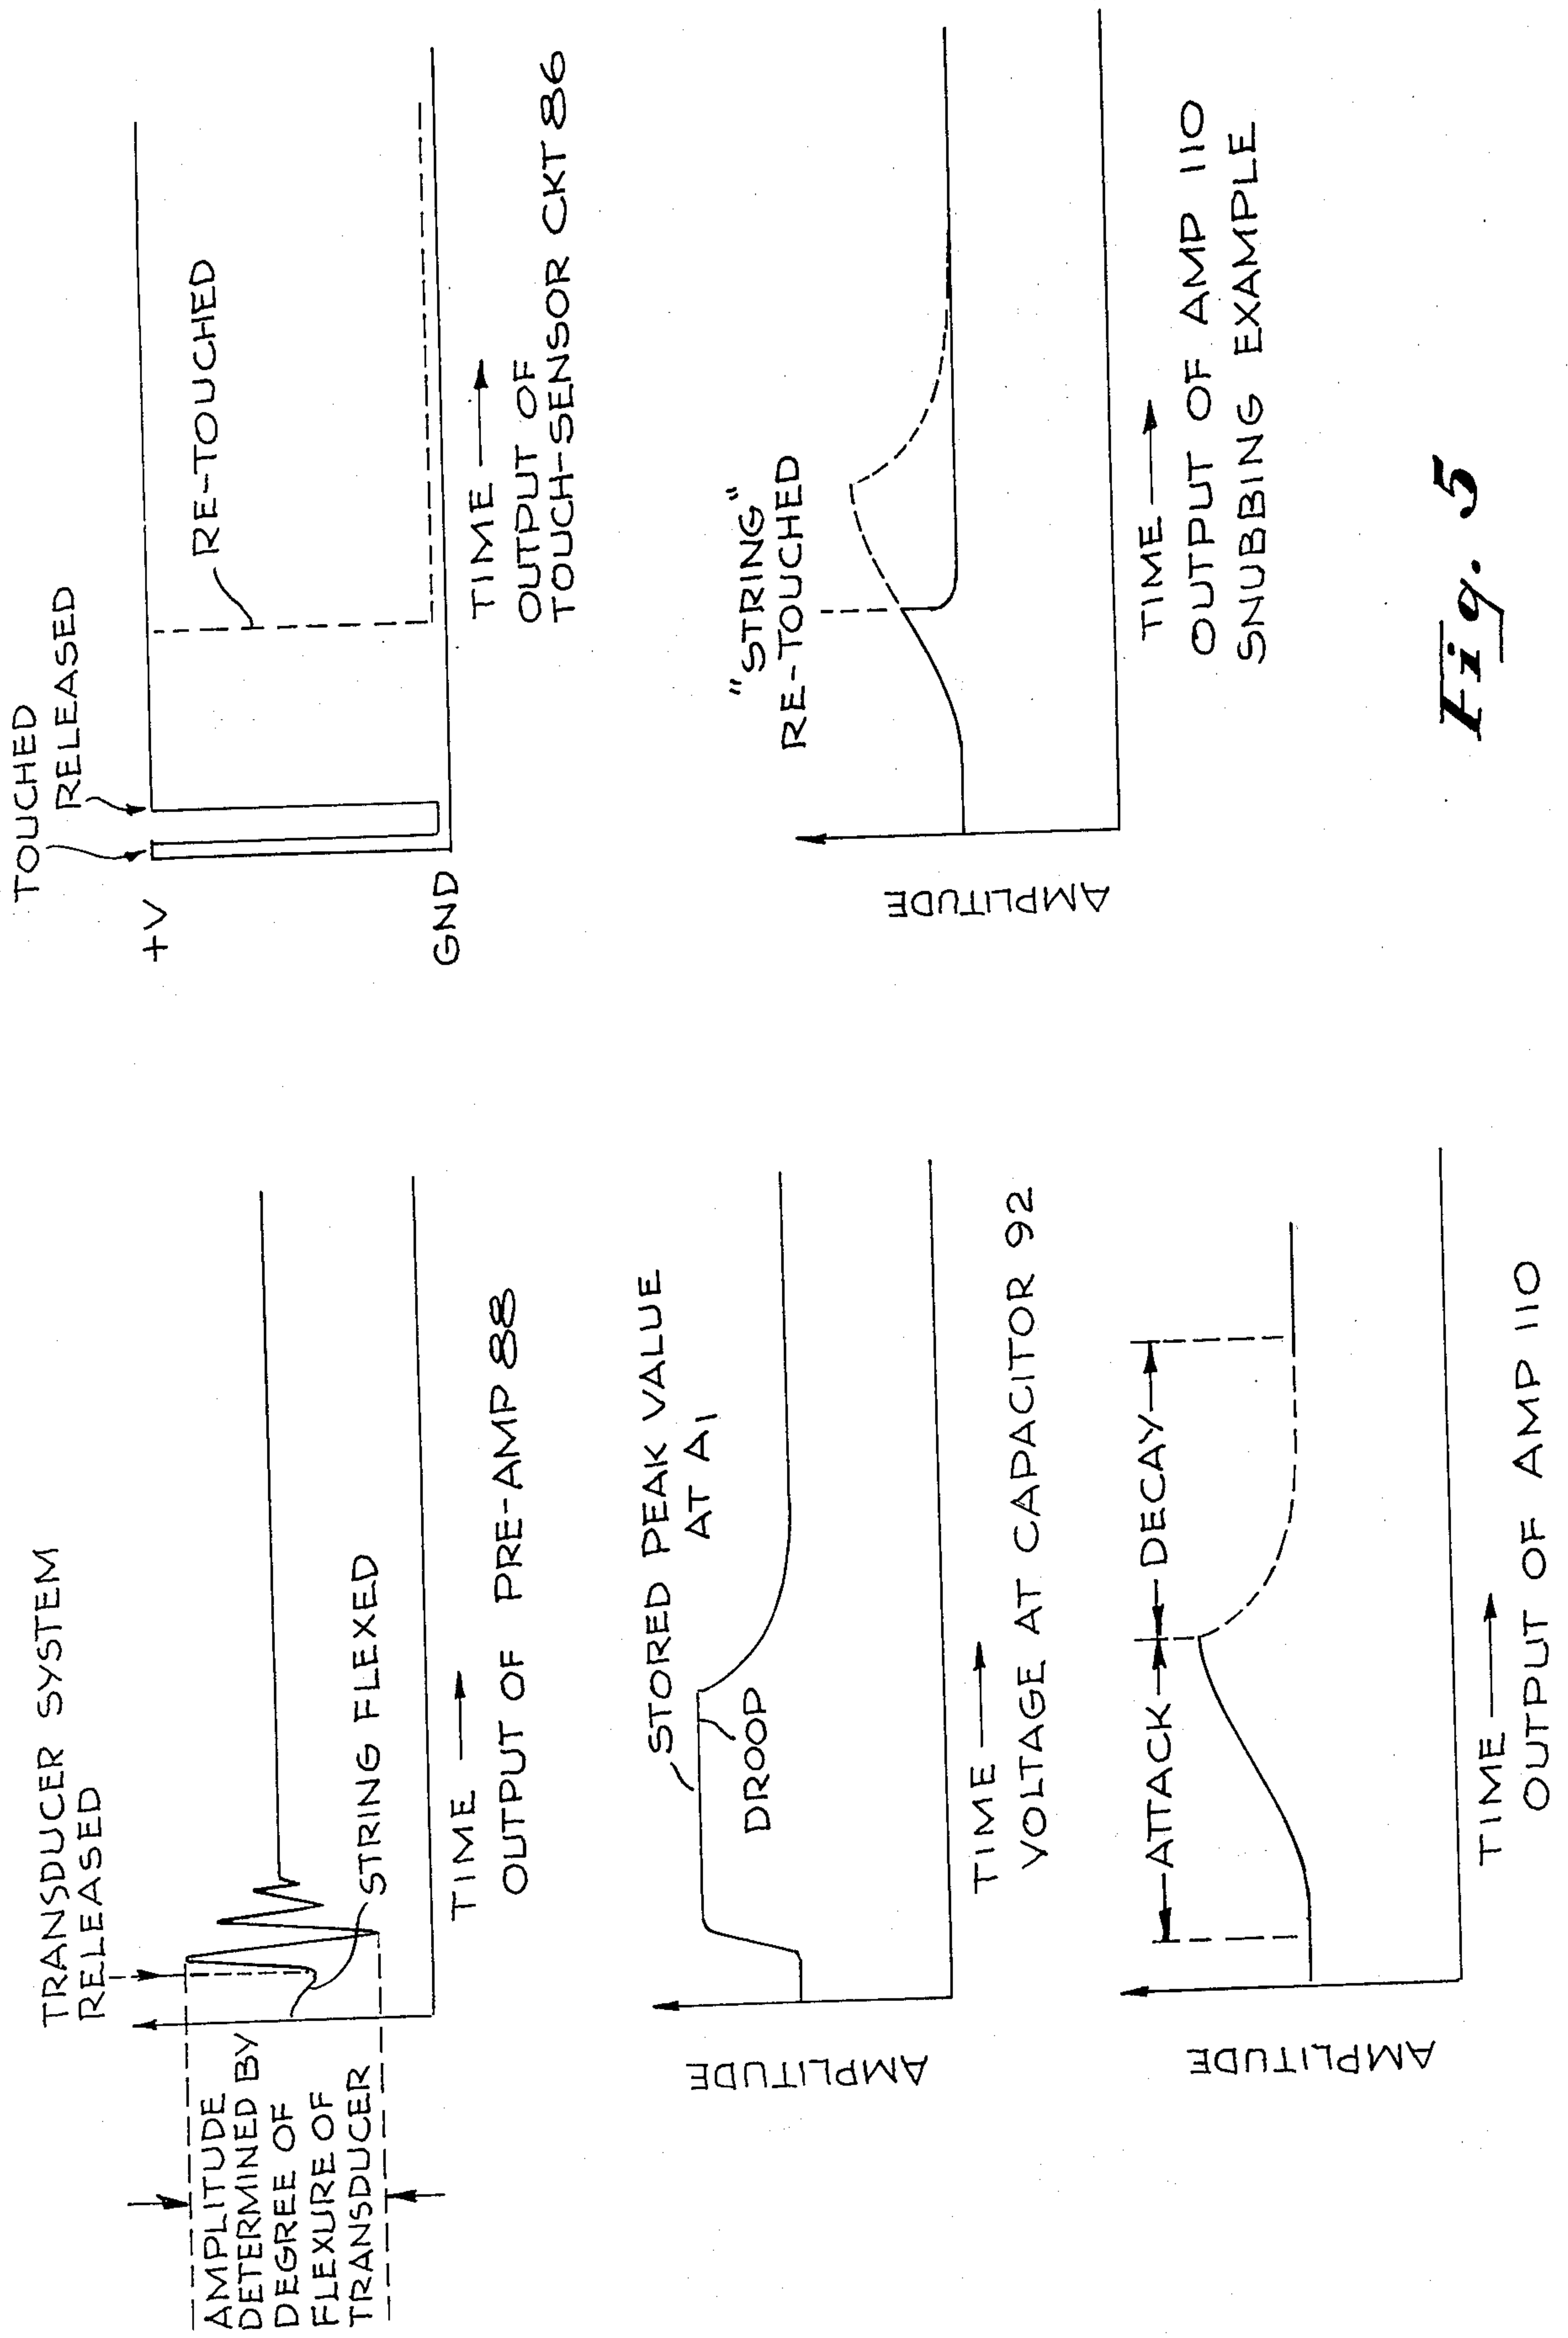 TRANSDUCER SYSTEM
RELEASED
AMPLITUDE
DETERMINED BY
DEGREE OF
FLEXURE OF
TRANSDUCER
STRING FLEXED
TIME
OUTPUT OF PRE-AMP 88
AMPLITUDE
STORED PEAK VALUE
AT A1
DROOP
TIME
VOLTAGE AT CAPACITOR 92
AMPLITUDE
ATTACK
DECAY
TIME
OUTPUT OF AMP 110
TOUCHED
RELEASED
+V
GND
RE-TOUCHED
TIME
OUTPUT OF
TOUCH-SENSOR CKT 86
AMPLITUDE
"STRING"
RE-TOUCHED
TIME
OUTPUT OF AMP 110
SNUBBING EXAMPLE
Fig. 5